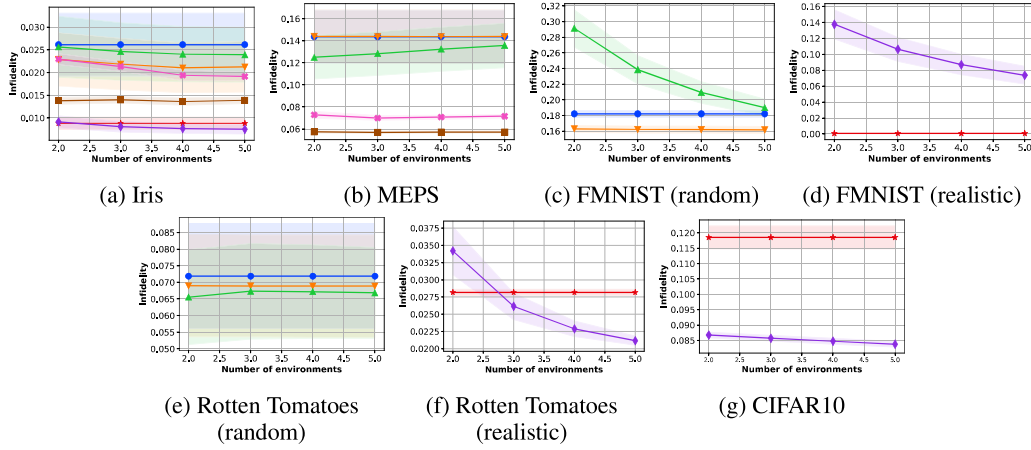 0.030
0.025
0.020
0.015
0.010
Infidelity
2.0 2.5 3.0 3.5 4.0 4.5 5.0
Number of environments
(a) Iris
0.16
0.14
0.12
0.10
0.08
0.06
Infidelity
2.0 2.5 3.0 3.5 4.0 4.5 5.0
Number of environments
(b) MEPS
0.32
0.30
0.28
0.26
0.24
0.22
0.20
0.18
0.16
Infidelity
2.0 2.5 3.0 3.5 4.0 4.5 5.0
Number of environments
(c) FMNIST (random)
0.16
0.14
0.12
0.10
0.08
0.06
0.04
0.02
0.00
Infidelity
2.0 2.5 3.0 3.5 4.0 4.5 5.0
Number of environments
(d) FMNIST (realistic)
0.085
0.080
0.075
0.070
0.065
0.060
0.055
0.050
Infidelity
2.0 2.5 3.0 3.5 4.0 4.5 5.0
Number of environments
(e) Rotten Tomatoes
(random)
0.0375
0.0350
0.0325
0.0300
0.0275
0.0250
0.0225
0.0200
Infidelity
2.0 2.5 3.0 3.5 4.0 4.5 5.0
Number of environments
(f) Rotten Tomatoes
(realistic)
0.120
0.115
0.110
0.105
0.100
0.095
0.090
0.085
Infidelity
2.0 2.5 3.0 3.5 4.0 4.5 5.0
Number of environments
(g) CIFAR10